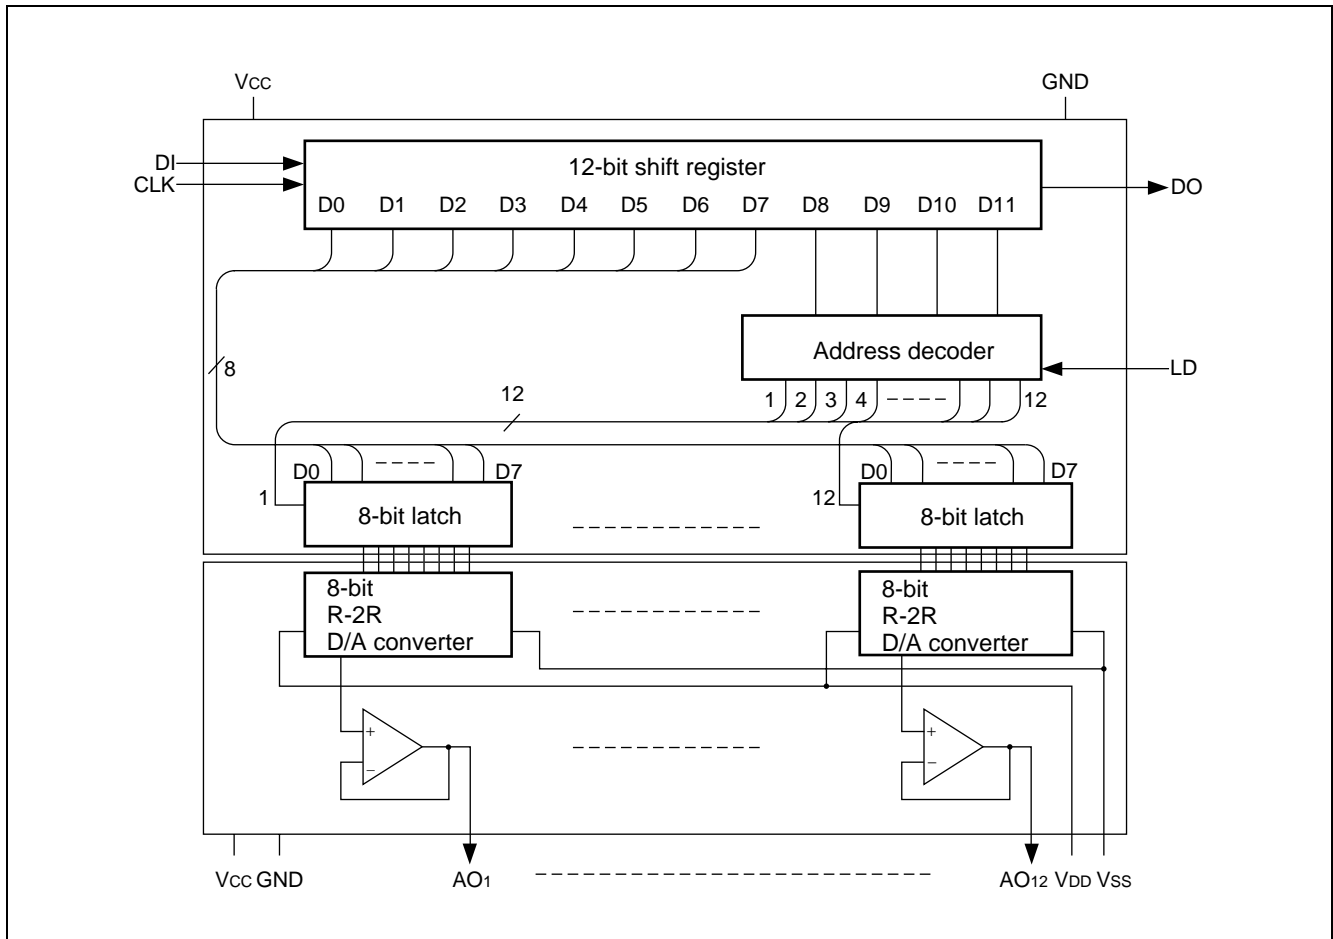 VCC GND
DI
CLK
12-bit shift register
DO
D0 D1 D2 D3 D4 D5 D6 D7 D8 D9 D10 D11
Address decoder
LD
8
12
1 2 3 4 12
D0 D7 D0 D7
1 12
8-bit latch 8-bit latch
8-bit
R-2R
D/A converter
8-bit
R-2R
D/A converter
+ +
− −
VCC GND AO1 AO12 VDD VSS